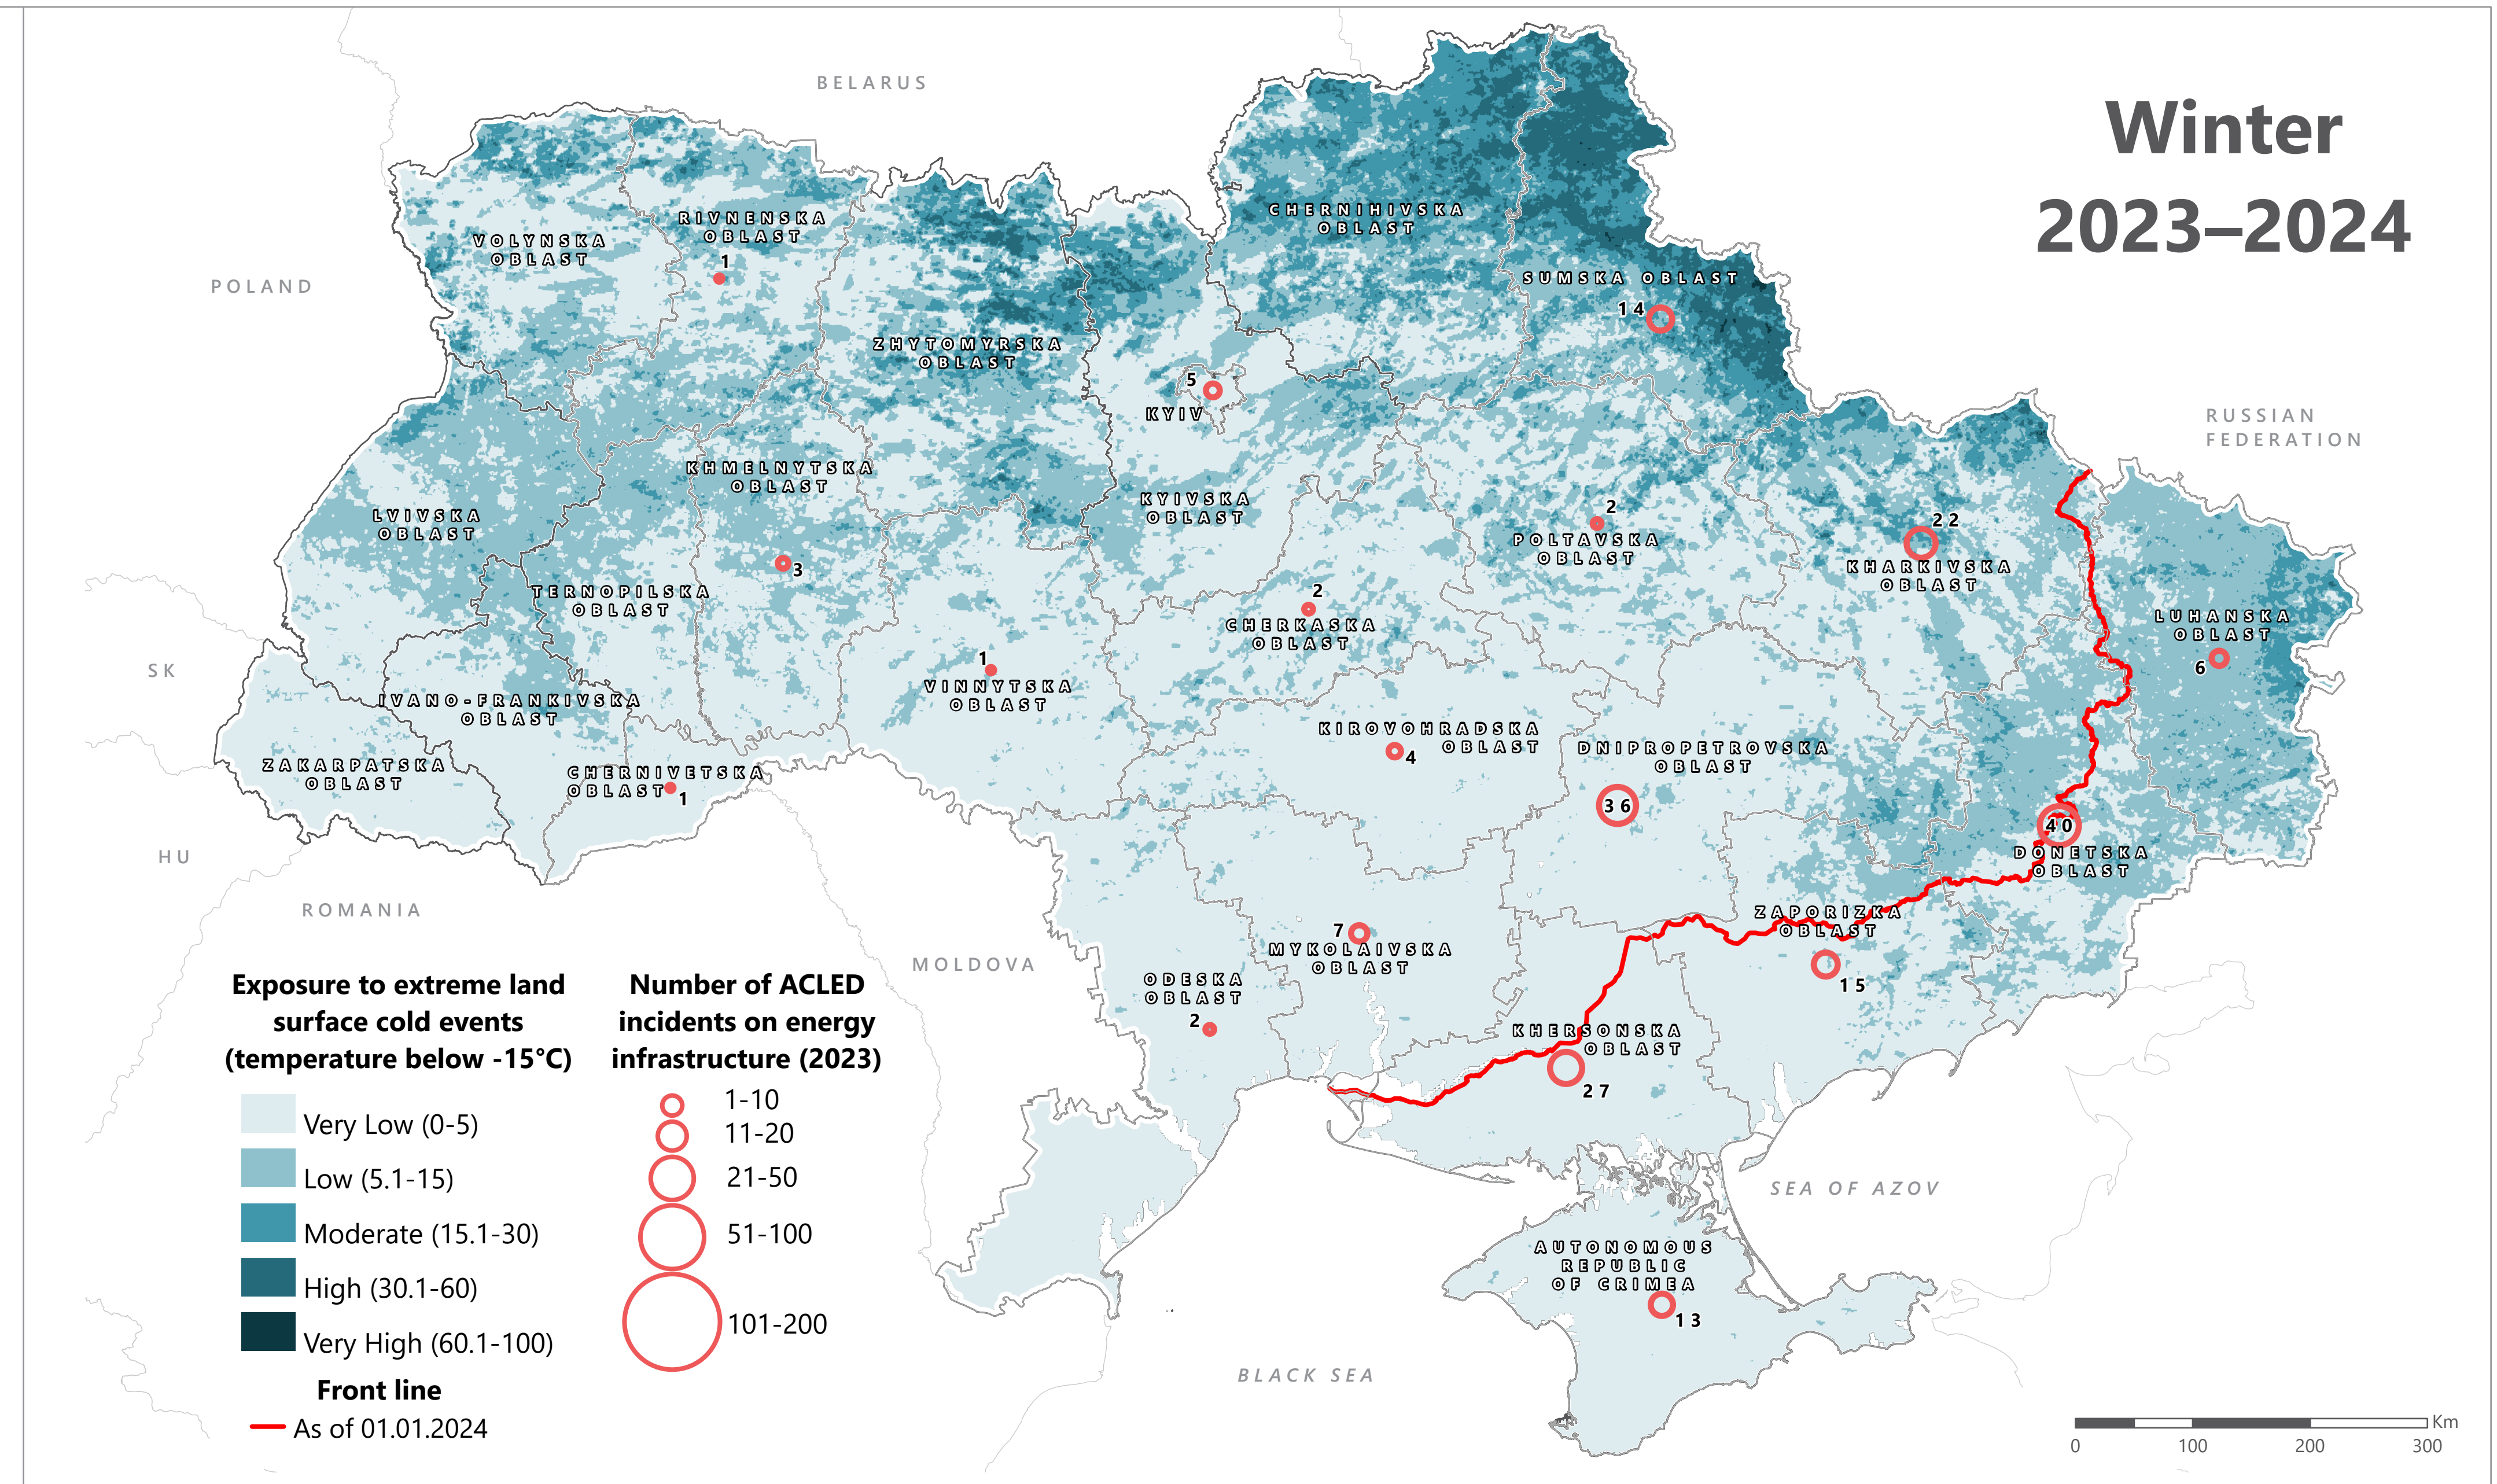 Winter
2023–2024
BELARUS
POLAND
RUSSIAN
FEDERATION
SK
HU
ROMANIA
MOLDOVA
SEA OF AZOV
BLACK SEA
VOLYNSKA
OBLAST
RIVNENSKA
OBLAST
1
ZHYTOMYRSKA
OBLAST
CHERNIHIVSKA
OBLAST
SUMSKA OBLAST
14
5
KYIV
KYIVSKA
OBLAST
LVIVSKA
OBLAST
KHMELNYTSKA
OBLAST
3
TERNOPILSKA
OBLAST
IVANO-FRANKIVSKA
OBLAST
ZAKARPATSKA
OBLAST
CHERNIVETSKA
OBLAST
1
1
VINNYTSKA
OBLAST
2
CHERKASKA
OBLAST
2
POLTAVSKA
OBLAST
22
KHARKIVSKA
OBLAST
LUHANSKA
OBLAST
6
KIROVOHRADSKA
OBLAST
4
DNIPROPETROVSKA
OBLAST
36
40
DONETSKA
OBLAST
ZAPORIZKA
OBLAST
15
7
MYKOLAIVSKA
OBLAST
ODESKA
OBLAST
2
KHERSONSKA
OBLAST
27
AUTONOMOUS
REPUBLIC
OF CRIMEA
13
Exposure to extreme land
surface cold events
(temperature below -15°C)
Very Low (0-5)
Low (5.1-15)
Moderate (15.1-30)
High (30.1-60)
Very High (60.1-100)
Front line
As of 01.01.2024
Number of ACLED
incidents on energy
infrastructure (2023)
1-10
11-20
21-50
51-100
101-200
Km
0 100 200 300